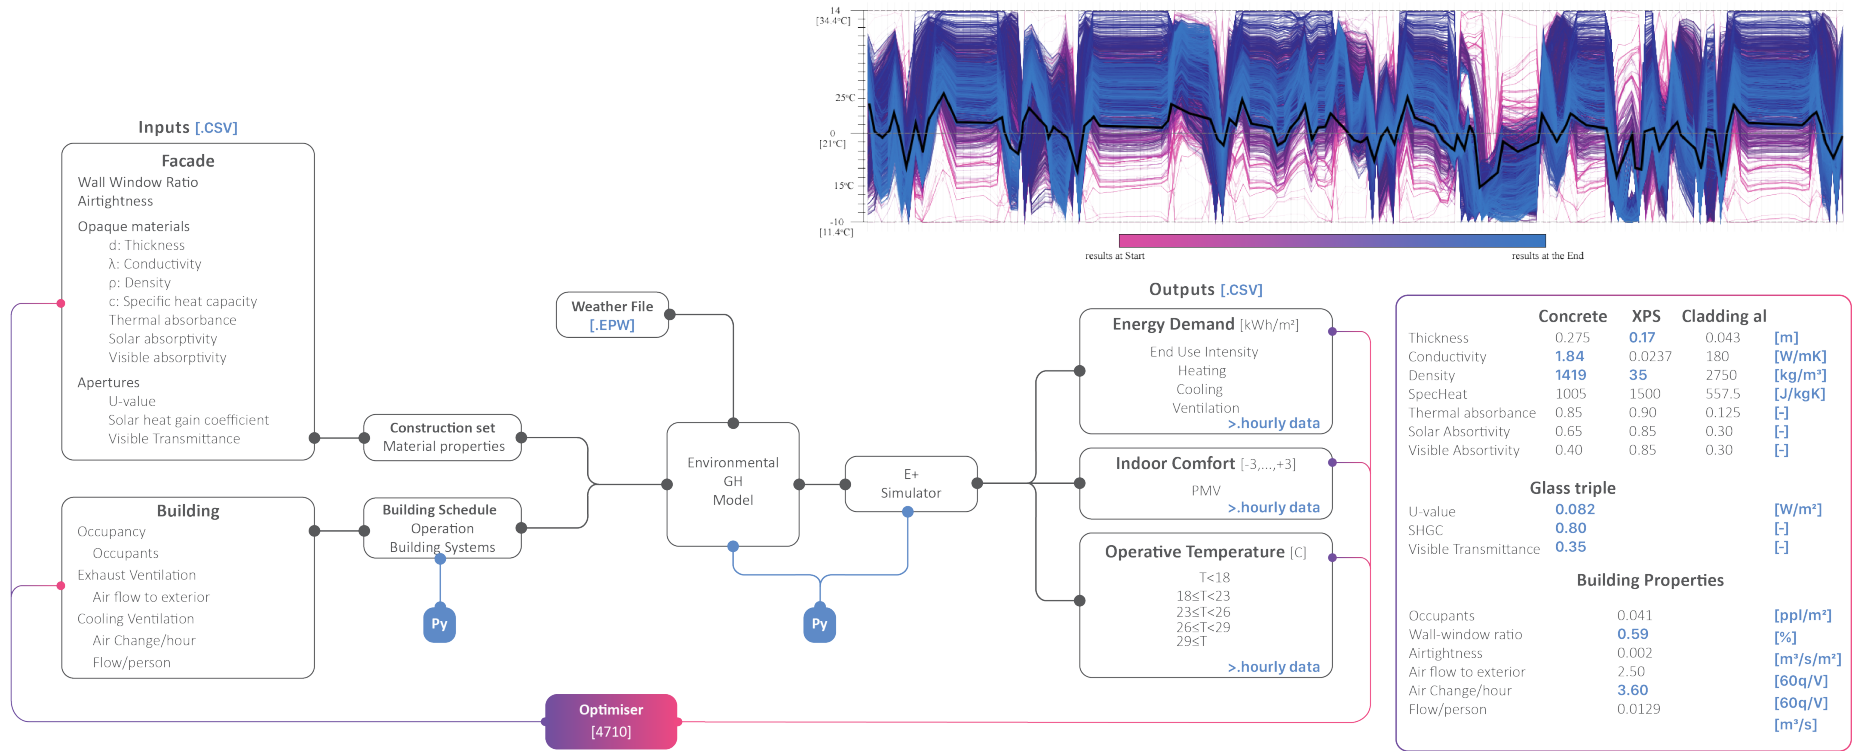 14
[34.4°C]
25°C
0
[21°C]
15°C
-10
[11.4°C]
results at Start
results at the End
Inputs [.CSV]
Facade
Wall Window Ratio
Airtightness
Opaque materials
d: Thickness
λ: Conductivity
ρ: Density
c: Specific heat capacity
Thermal absorbance
Solar absorptivity
Visible absorptivity
Apertures
U-value
Solar heat gain coefficient
Visible Transmittance
Building
Occupancy
Occupants
Exhaust Ventilation
Air flow to exterior
Cooling Ventilation
Air Change/hour
Flow/person
Construction set
Material properties
Building Schedule
Operation
Building Systems
Py
Weather File
[.EPW]
Environmental
GH
Model
E+
Simulator
Py
Optimiser
[4710]
Outputs [.CSV]
Energy Demand [kWh/m²]
End Use Intensity
Heating
Cooling
Ventilation
>.hourly data
Indoor Comfort [-3,...,+3]
PMV
>.hourly data
Operative Temperature [C]
T<18
18≤T<23
23≤T<26
26≤T<29
29≤T
>.hourly data
Concrete XPS Cladding al
Thickness 0.275 0.17 0.043 [m]
Conductivity 1.84 0.0237 180 [W/mK]
Density 1419 35 2750 [kg/m³]
SpecHeat 1005 1500 557.5 [J/kgK]
Thermal absorbance 0.85 0.90 0.125 [-]
Solar Absortivity 0.65 0.85 0.30 [-]
Visible Absortivity 0.40 0.85 0.30 [-]
Glass triple
U-value 0.082 [W/m²]
SHGC 0.80 [-]
Visible Transmittance 0.35 [-]
Building Properties
Occupants 0.041 [ppl/m²]
Wall-window ratio 0.59 [%]
Airtightness 0.002 [m³/s/m²]
Air flow to exterior 2.50 [60q/V]
Air Change/hour 3.60 [60q/V]
Flow/person 0.0129 [m³/s]